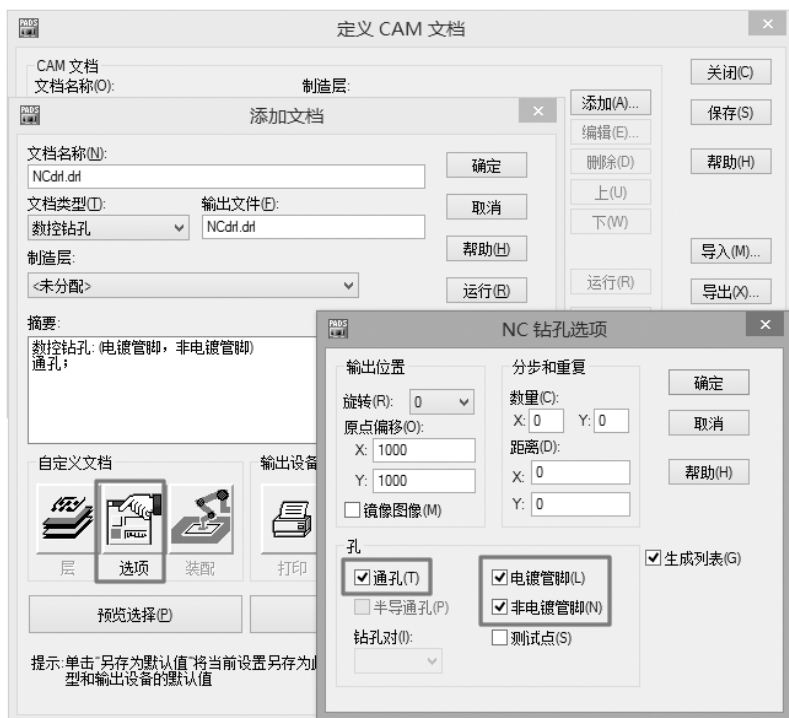 定义 CAM 文档
CAM 文档
文档名称(O):
制造层:
关闭(C)
保存(S)
帮助(H)
导入(M)...
导出(X)...
添加(A)...
编辑(E)...
删除(D)
上(U)
下(W)
运行(R)
添加文档
文档名称(N):
NCdrl.drl
文档类型(T):
数控钻孔
输出文件(F):
NCdrl.drl
制造层:
<未分配>
确定
取消
帮助(H)
运行(R)
摘要:
数控钻孔: (电镀管脚，非电镀管脚)
通孔；
自定义文档
输出设备
层
选项
装配
打印
预览选择(P)
提示:单击"另存为默认值"将当前设置另存为
型和输出设备的默认值
NC 钻孔选项
输出位置
旋转(R): 0
原点偏移(O):
X: 1000
Y: 1000
镜像图像(M)
分步和重复
数量(C):
X: 0 Y: 0
距离(D):
X: 0
Y: 0
确定
取消
帮助(H)
孔
通孔(T)
半导通孔(P)
钻孔对(I):
电镀管脚(L)
非电镀管脚(N)
测试点(S)
生成列表(G)